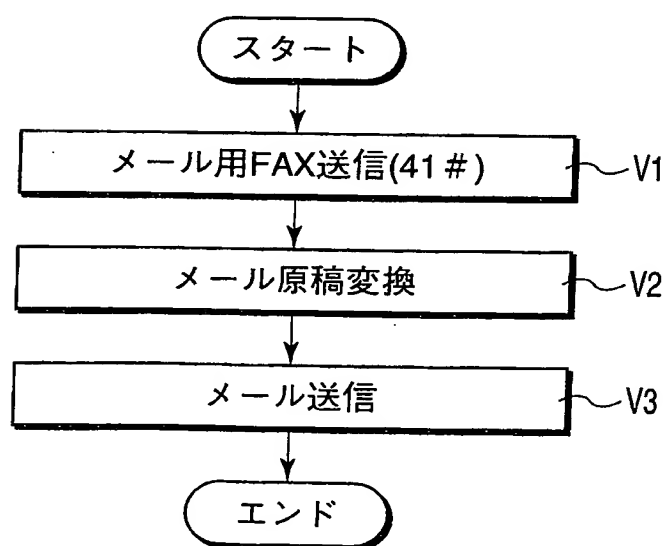 スタート
メール用FAX送信(41#)
V1
メール原稿変換
V2
メール送信
V3
エンド